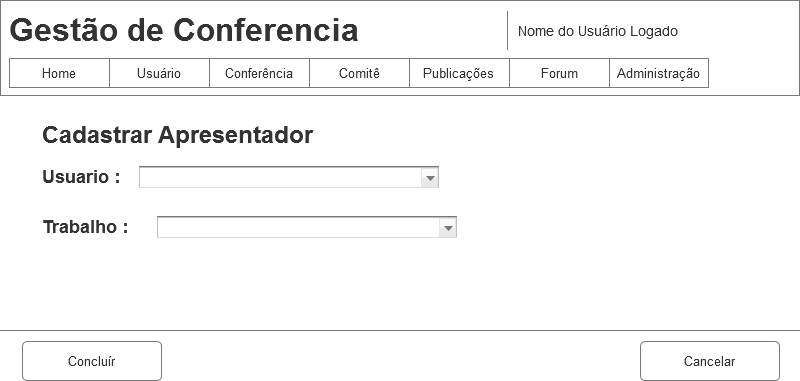 Gestão de Conferencia
Nome do Usuário Logado
Home Usuário Conferência Comitê Publicações Forum Administração
Cadastrar Apresentador
Usuario :
Trabalho :
Concluír Cancelar